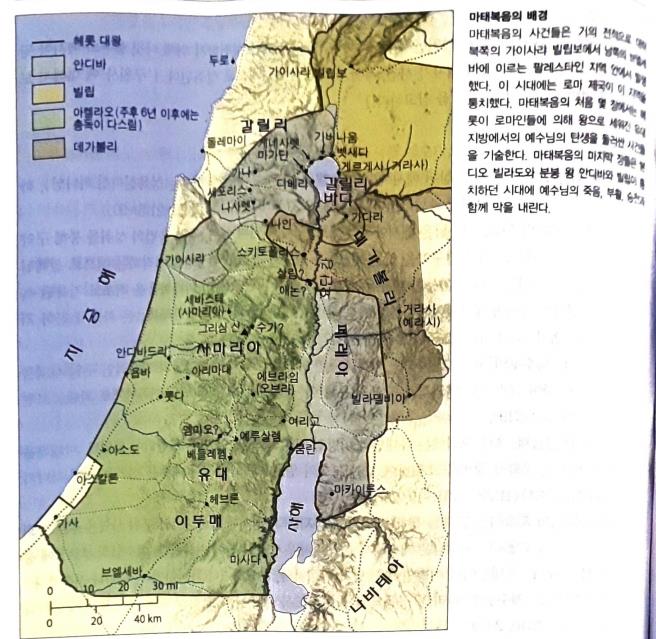 헤롯 대왕
안디바
빌립
아켈라오(주후 6년 이후에는
총독이 다스림)
데가볼리
마태복음의 배경
마태복음의 사건들은 거의 전적으로
북쪽의 가이사랴 빌립보에서 남쪽의
바에 이르는 팔레스타인 지역 안에서
했다. 이 시대에는 로마 제국이 이 지역을
통치했다. 마태복음의 처음 몇 장에서는
롯이 로마인들에 의해 왕으로 세워진 유대
지방에서의 예수님의 탄생을 둘러싼 사건들
을 기술한다. 마태복음의 마지막 장들은
디오 빌라도와 분봉 왕 안디바와 빌립이
치하던 시대에 예수님의 죽음, 부활,
함께 막을 내린다.
두로
가이사랴 빌립보
갈릴리
돌레마이
가버나움
게네사렛
벳새다
마가단
게르게사(거라사)
가나
디베랴
갈릴리
바다
세포리스
나사렛
나인
가다라
데가볼리
스키토폴리스
가이사랴
살림?
애논?
요단강
지중해
세바스테
(사마리아)
거라사
(예라시)
그리심 산
수가?
사마리아
베레아
안디바드리
욥바
아리마대
에브라임
(오브라)
룻다
빌라델비아
여리고
엠마오?
예루살렘
아소도
베들레헴
쿰란
유대
아스칼론
마카이루스
헤브론
사해
가사
이두매
마사다
브엘세바
나바테아
0 10 20 30 mi
0 20 40 km